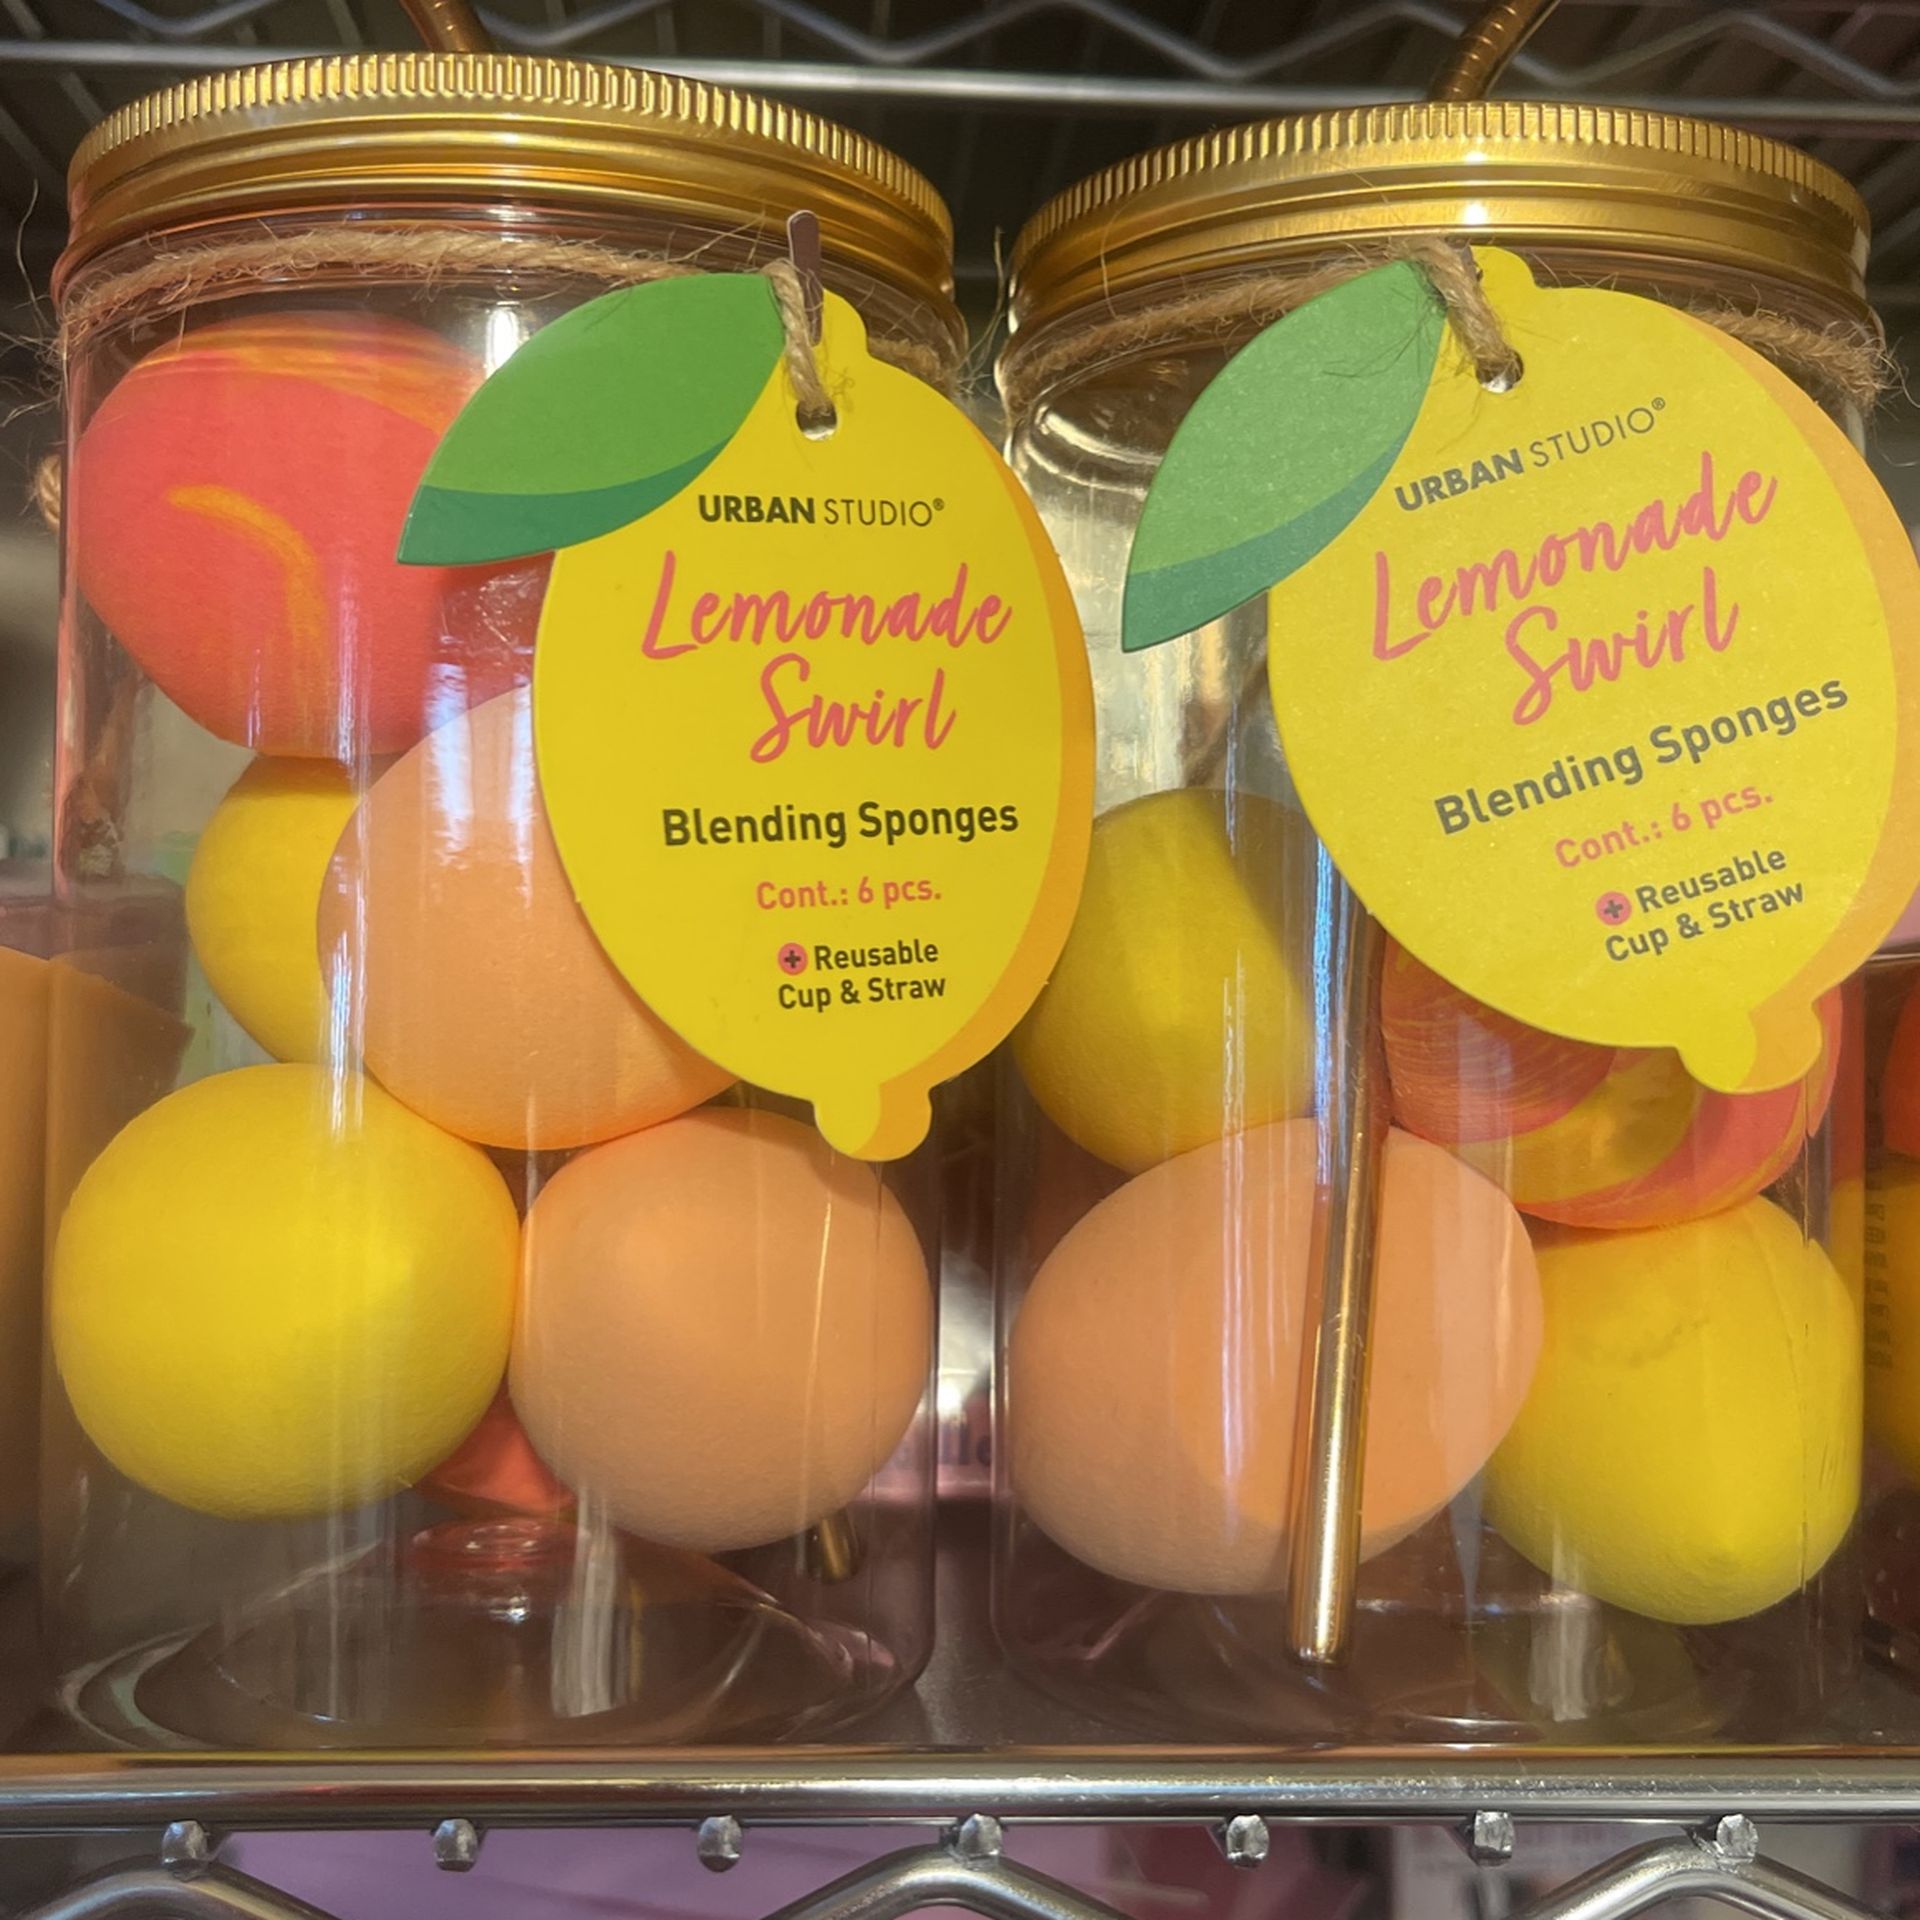 URBAN STUDIO®
Lemonade
Swirl
Blending Sponges
Cont.: 6 pcs.
+ Reusable
Cup & Straw
URBAN STUDIO®
Lemonade
Swirl
Blending Sponges
Cont.: 6 pcs.
+ Reusable
Cup & Straw